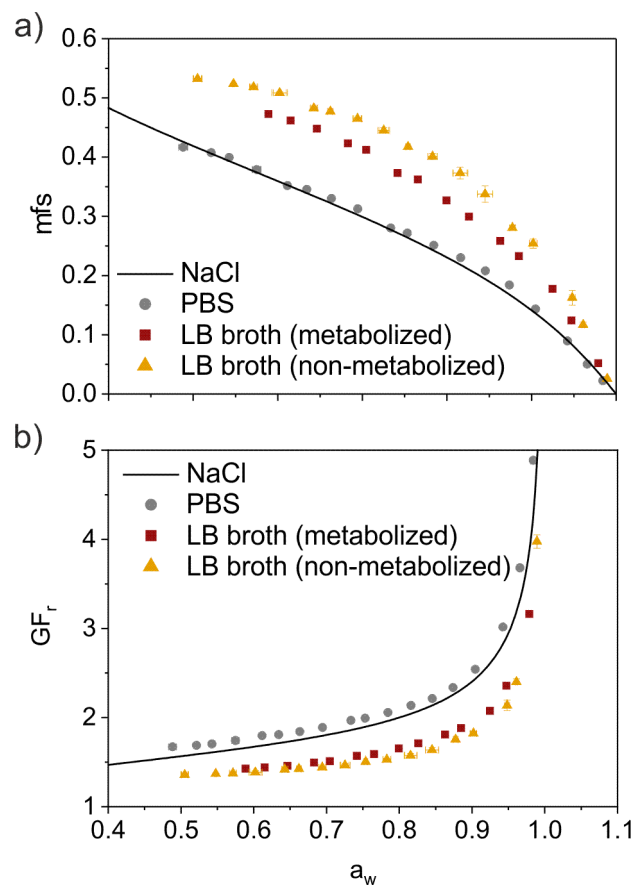 a)
0.6
0.5
0.4
0.3
0.2
0.1
0.0
mfs
NaCl
PBS
LB broth (metabolized)
LB broth (non-metabolized)
b)
5
4
3
2
1
GFr
NaCl
PBS
LB broth (metabolized)
LB broth (non-metabolized)
0.4 0.5 0.6 0.7 0.8 0.9 1.0 1.1
aw